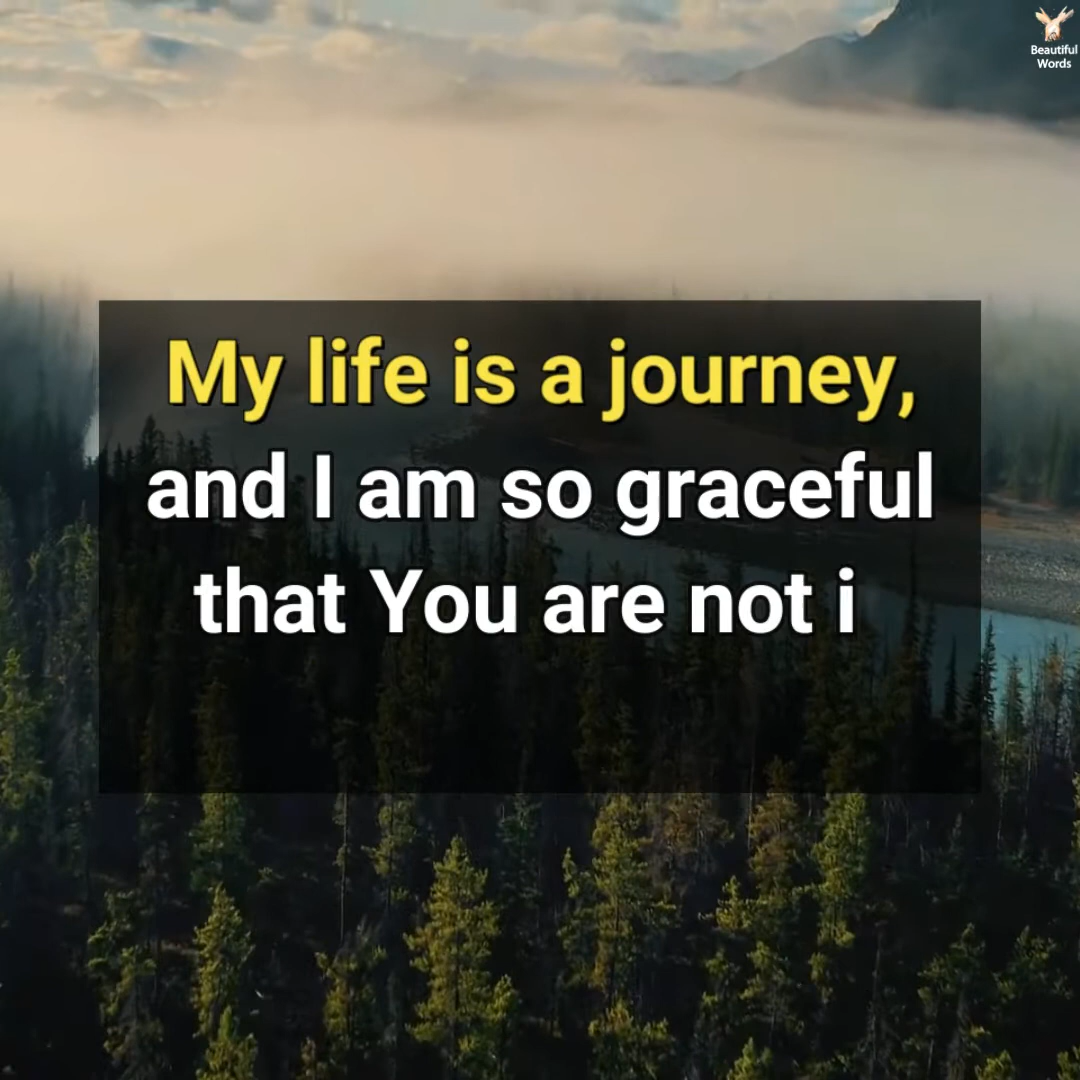 Beautiful
Words
My life is a journey,
and I am so graceful
that You are not i